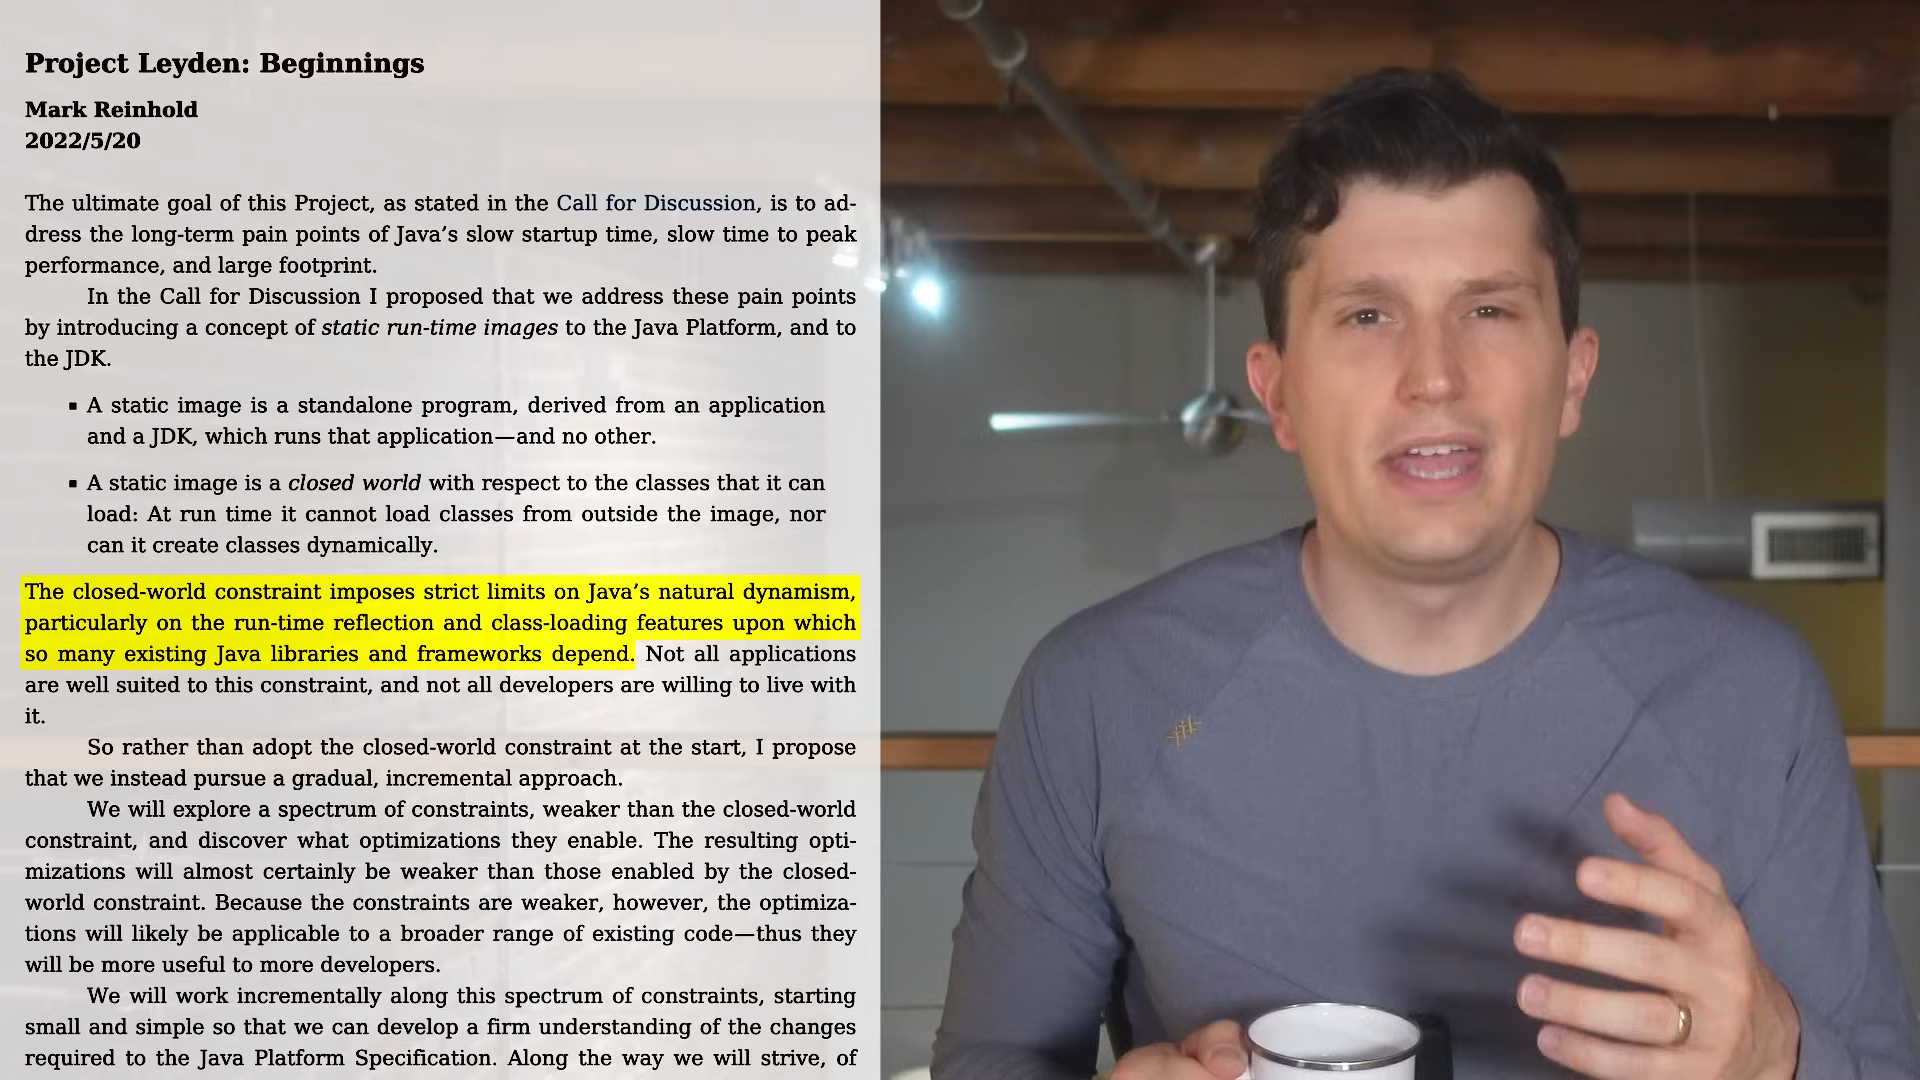 Project Leyden: Beginnings
Mark Reinhold
2022/5/20
The ultimate goal of this Project, as stated in the Call for Discussion, is to ad-
dress the long-term pain points of Java’s slow startup time, slow time to peak
performance, and large footprint.
In the Call for Discussion I proposed that we address these pain points
by introducing a concept of static run-time images to the Java Platform, and to
the JDK.
▪ A static image is a standalone program, derived from an application
and a JDK, which runs that application—and no other.
▪ A static image is a closed world with respect to the classes that it can
load: At run time it cannot load classes from outside the image, nor
can it create classes dynamically.
The closed-world constraint imposes strict limits on Java’s natural dynamism,
particularly on the run-time reflection and class-loading features upon which
so many existing Java libraries and frameworks depend. Not all applications
are well suited to this constraint, and not all developers are willing to live with
it.
So rather than adopt the closed-world constraint at the start, I propose
that we instead pursue a gradual, incremental approach.
We will explore a spectrum of constraints, weaker than the closed-world
constraint, and discover what optimizations they enable. The resulting opti-
mizations will almost certainly be weaker than those enabled by the closed-
world constraint. Because the constraints are weaker, however, the optimiza-
tions will likely be applicable to a broader range of existing code—thus they
will be more useful to more developers.
We will work incrementally along this spectrum of constraints, starting
small and simple so that we can develop a firm understanding of the changes
required to the Java Platform Specification. Along the way we will strive, of